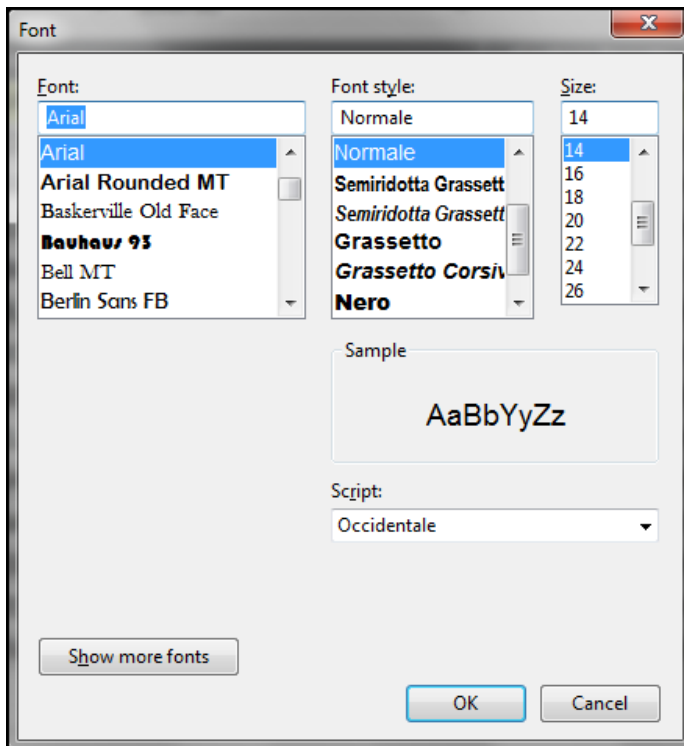 Font
Font:
Arial
Arial
Arial Rounded MT
Baskerville Old Face
Bauhaus 93
Bell MT
Berlin Sans FB
Font style:
Normale
Normale
Semiridotta Grassett
Semiridotta Grassett
Grassetto
Grassetto Corsiv
Nero
Size:
14
14
16
18
20
22
24
26
Sample
AaBbYyZz
Script:
Occidentale
Show more fonts
OK
Cancel